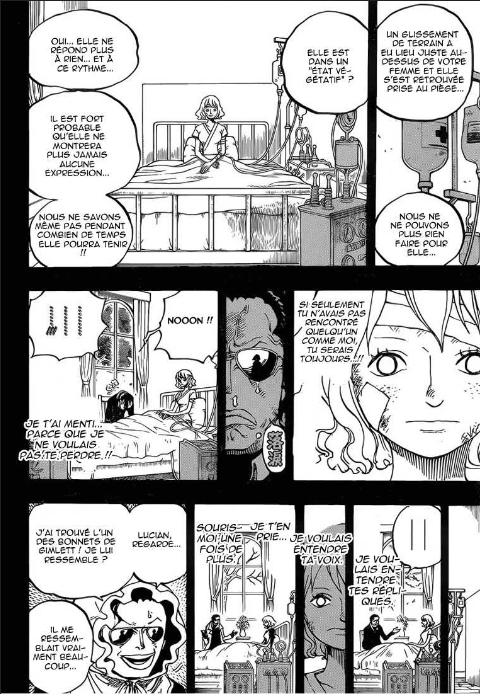 UN GLISSEMENT
DE TERRAIN A
EU LIEU JUSTE AU-
DESSUS DE VOTRE
FEMME ET ELLE
S'EST RETROUVÉE
PRISE AU PIÈGE...
NOUS NE
NE POUVONS
PLUS RIEN
FAIRE POUR
ELLE...
ELLE EST
DANS UN
"ÉTAT VÉ-
GÉTATIF" ?
OUI... ELLE NE
RÉPOND PLUS
À RIEN... ET À
CE RYTHME...
IL EST FORT
PROBABLE
QU'ELLE NE
MONTRERA
PLUS JAMAIS
AUCUNE
EXPRESSION...
NOUS NE SAVONS
MÊME PAS PENDANT
COMBIEN DE TEMPS
ELLE POURRA TENIR
!!
SI SEULEMENT
TU N'AVAIS PAS
RENCONTRÉ
QUELQU'UN
COMME MOI,
TU SERAIS
TOUJOURS...!!
NOOON !!
JE T'AI MENTI...
PARCE QUE JE
NE VOULAIS
PAS TE PERDRE !!
JE VOU-
LAIS EN-
TENDRE
TES RÉPLI-
QUES.
JE VOULAIS
ENTENDRE
TA VOIX.
JE T'EN
PRIE...
SOURIS-
MOI UNE
FOIS DE
PLUS.
LUCIAN,
REGARDE...
J'AI TROUVÉ L'UN
DES BONNETS DE
GIMLETT ! JE LUI
RESSEMBLE ?
IL ME
RESSEM-
BLAIT
VRAIMENT
BEAU-
COUP...